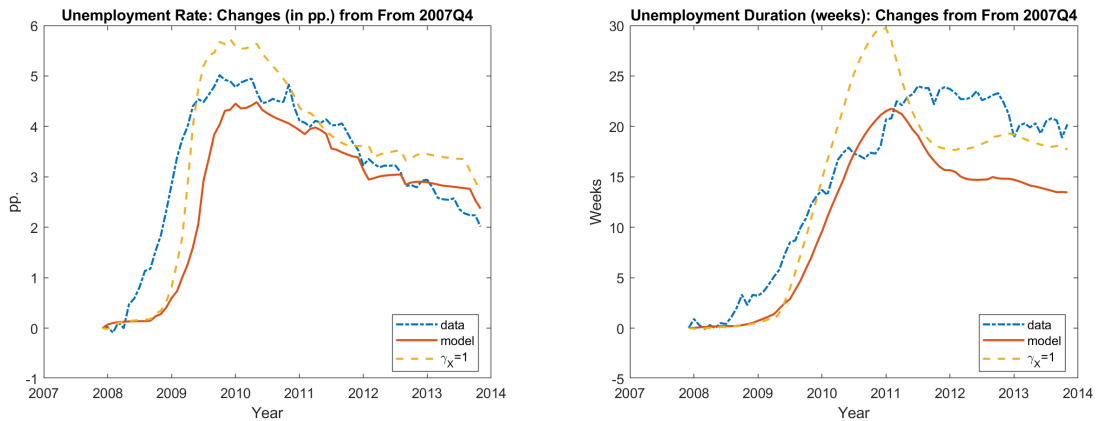 Unemployment Rate: Changes (in pp.) from From 2007Q4
6
5
4
3
2
1
0
-1
pp.
2007 2008 2009 2010 2011 2012 2013 2014
Year
data
model
γX=1
Unemployment Duration (weeks): Changes from From 2007Q4
30
25
20
15
10
5
0
-5
Weeks
2007 2008 2009 2010 2011 2012 2013 2014
Year
data
model
γX=1